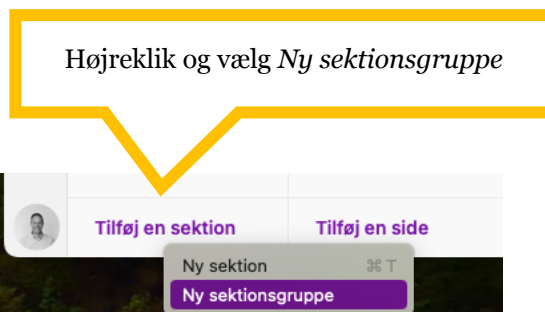 Højreklik og vælg Ny sektionsgruppe
Tilføj en sektion
Tilføj en side
Ny sektion ⌘ T
Ny sektionsgruppe